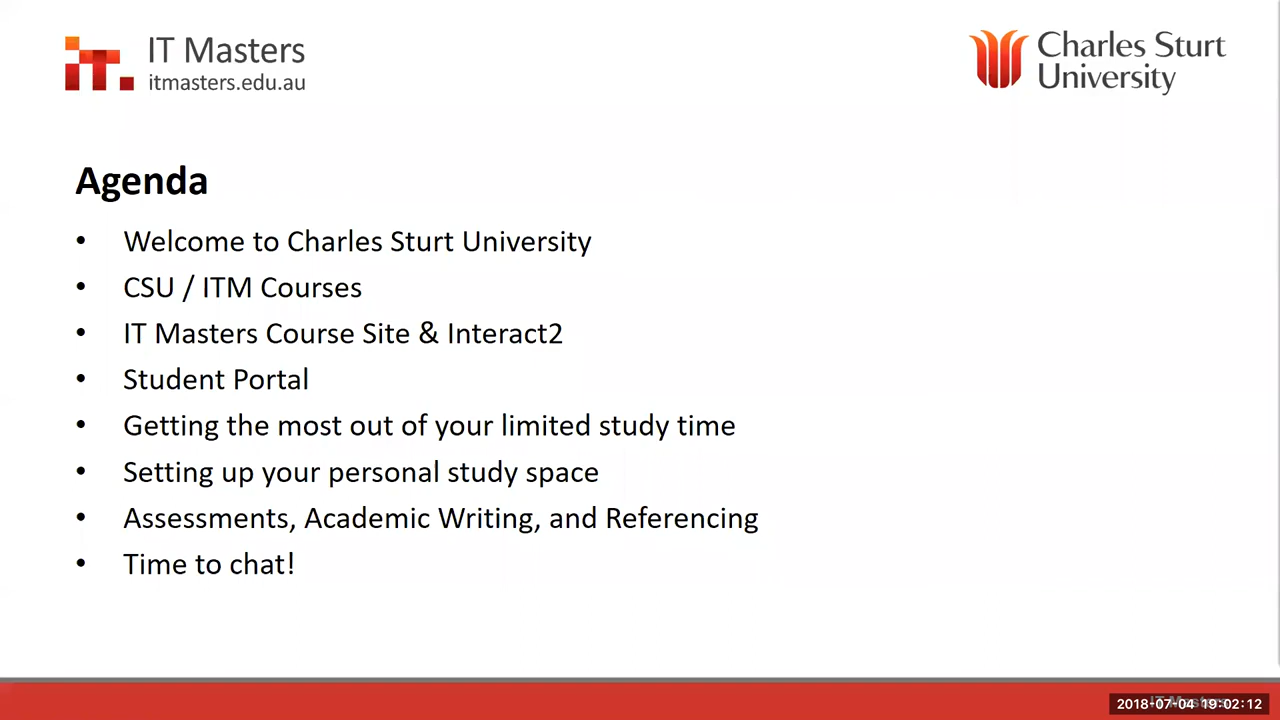 IT Masters
itmasters.edu.au
Charles Sturt
University
Agenda
• Welcome to Charles Sturt University
• CSU / ITM Courses
• IT Masters Course Site & Interact2
• Student Portal
• Getting the most out of your limited study time
• Setting up your personal study space
• Assessments, Academic Writing, and Referencing
• Time to chat!
2018-07-04 19:02:12